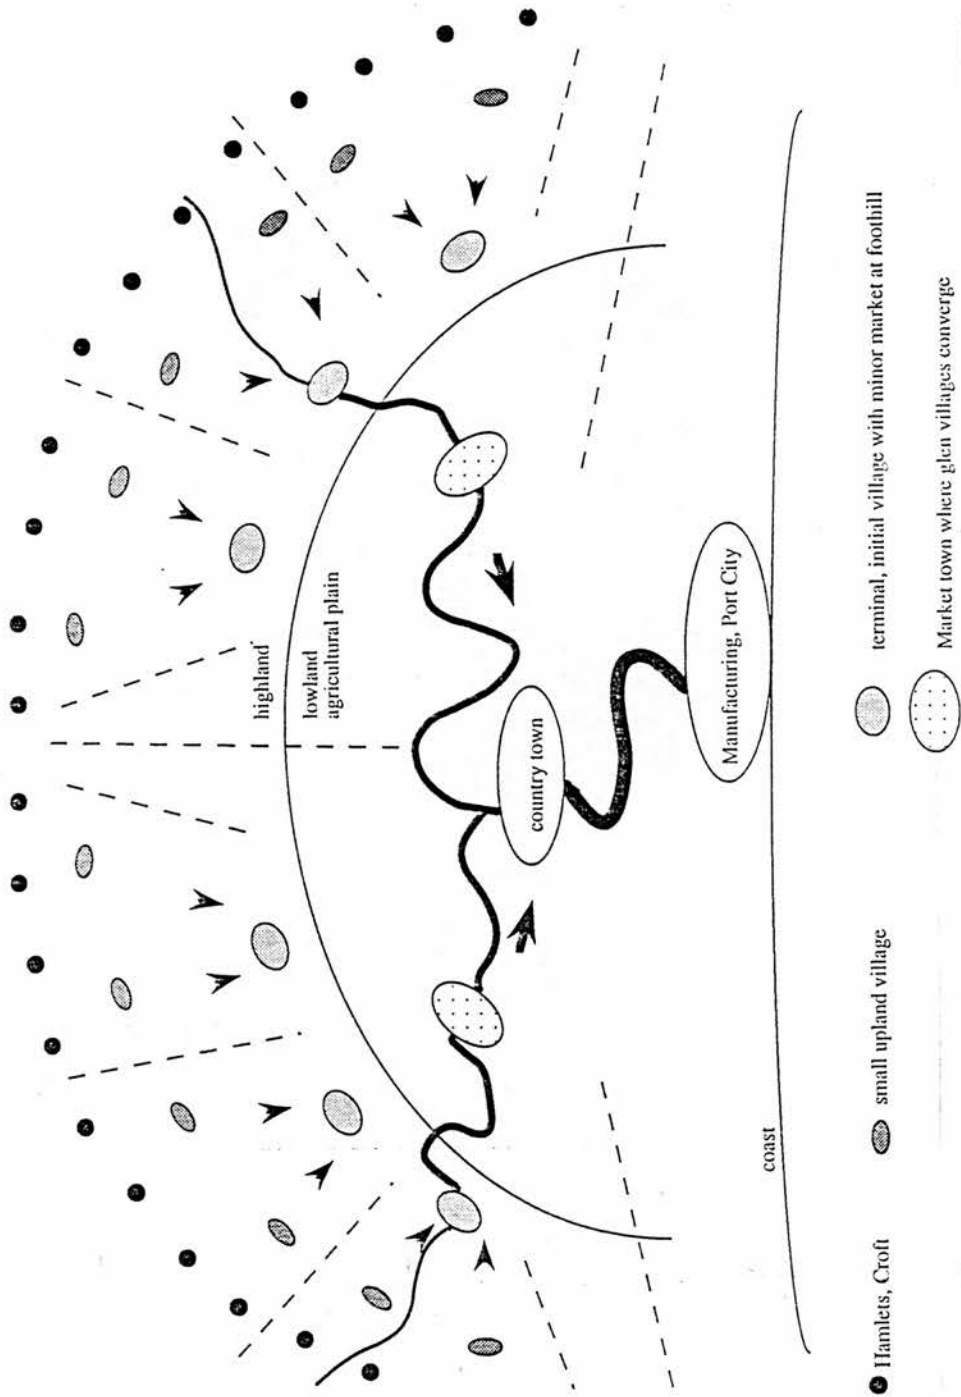 highland
lowland
agricultural plain
country town
Manufacturing, Port City
coast
Hamlets, Croft
small upland village
terminal, initial village with minor market at foothill
Market town where glen villages converge